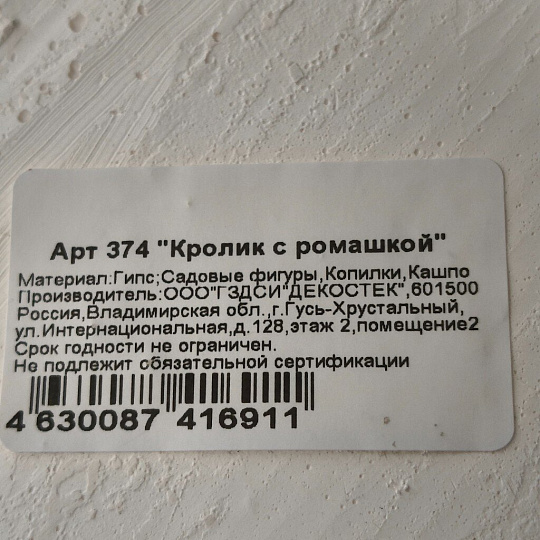 Арт 374 "Кролик с ромашкой"
Материал:Гипс;Садовые фигуры,Копилки,Кашпо
Производитель:ООО"ГЗДСИ"ДЕКОСТЕК",601500
Россия,Владимирская обл.,г.Гусь-Хрустальный,
ул.Интернациональная,д.128,этаж 2,помещение2
Срок годности не ограничен.
Не подлежит обязательной сертификации
4 630087 416911